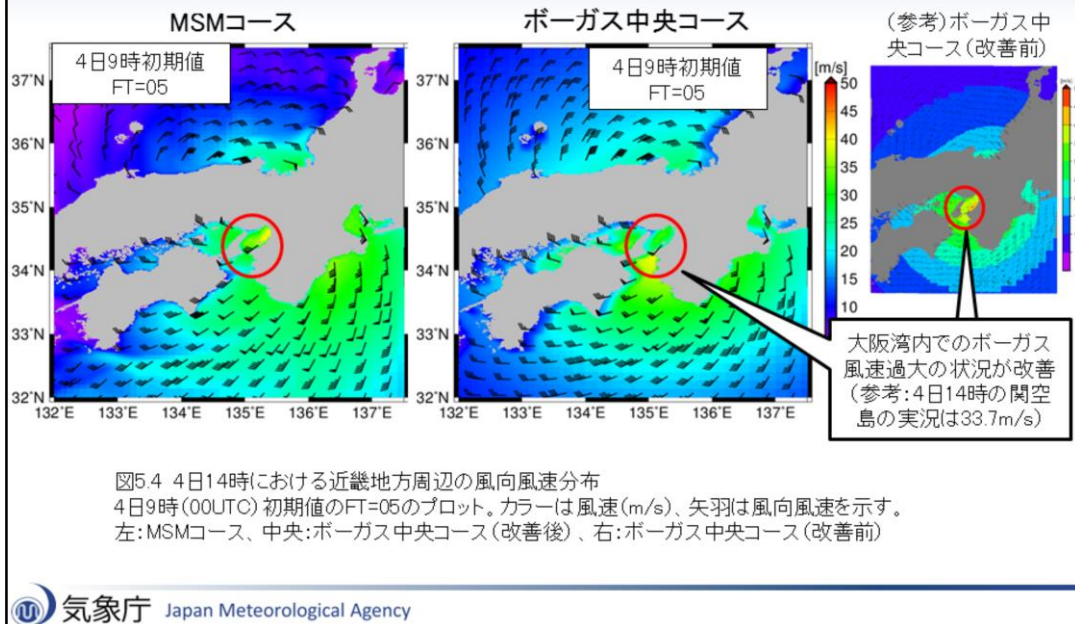 MSMコース
ボーガス中央コース
(参考)ボーガス中
央コース(改善前)
4日9時初期値
FT=05
4日9時初期値
FT=05
37°N
36°N
35°N
34°N
33°N
32°N
132°E 133°E 134°E 135°E 136°E 137°E
37°N
36°N
35°N
34°N
33°N
32°N
132°E 133°E 134°E 135°E 136°E 137°E
[m/s]
50
45
40
35
30
25
20
15
10
大阪湾内でのボーガス
風速過大の状況が改善
(参考:4日14時の関空
島の実況は33.7m/s)
図5.4 4日14時における近畿地方周辺の風向風速分布
4日9時(00UTC)初期値のFT=05のプロット。カラーは風速(m/s)、矢羽は風向風速を示す。
左:MSMコース、中央:ボーガス中央コース(改善後)、右:ボーガス中央コース(改善前)
気象庁 Japan Meteorological Agency